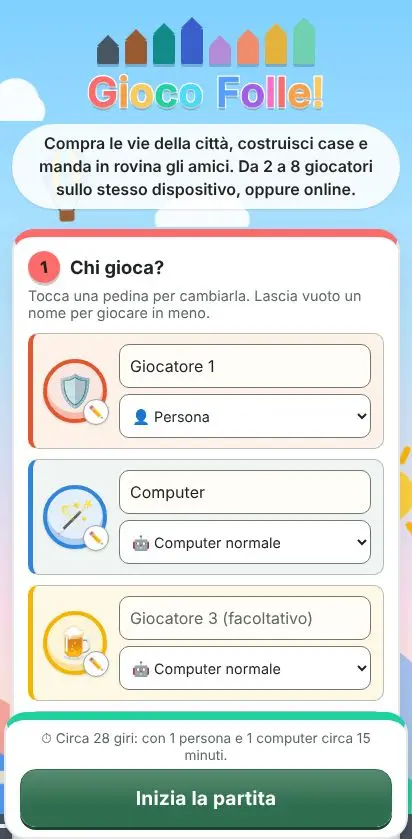 Gioco Folle!
Compra le vie della città, costruisci case e
manda in rovina gli amici. Da 2 a 8 giocatori
sullo stesso dispositivo, oppure online.
1 Chi gioca?
Tocca una pedina per cambiarla. Lascia vuoto un
nome per giocare in meno.
Giocatore 1
Persona
Computer
Computer normale
Giocatore 3 (facoltativo)
Computer normale
Circa 28 giri: con 1 persona e 1 computer circa 15
minuti.
Inizia la partita